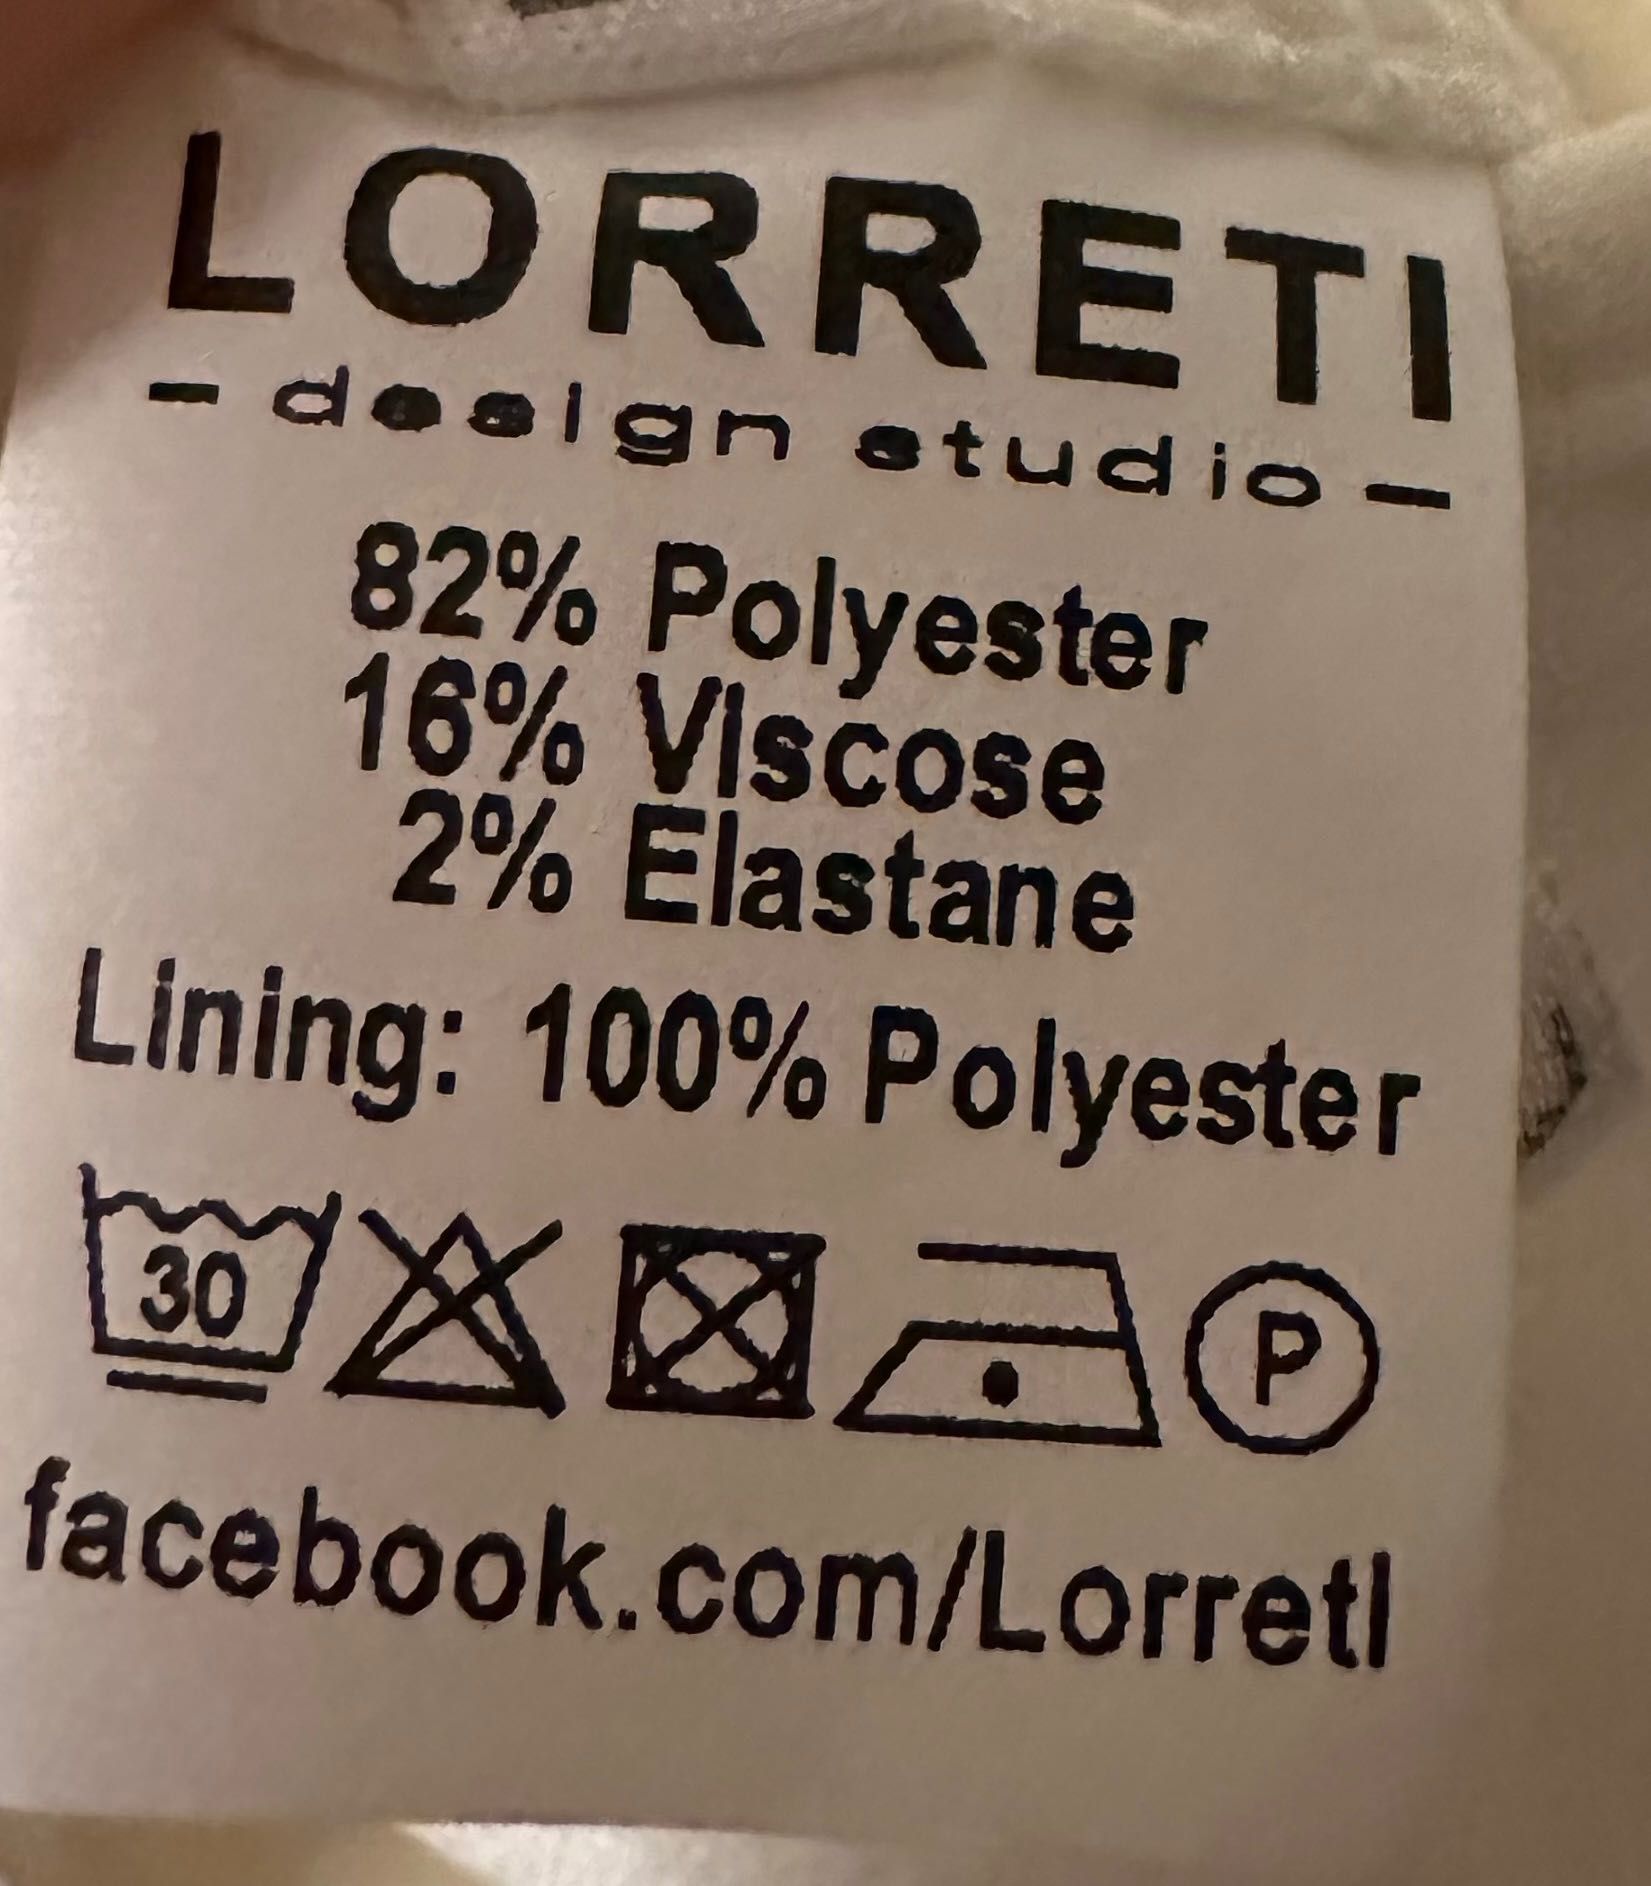 LORRETI
- design studio -
82% Polyester
16% Viscose
2% Elastane
Lining: 100% Polyester
30 P
facebook.com/Lorreti